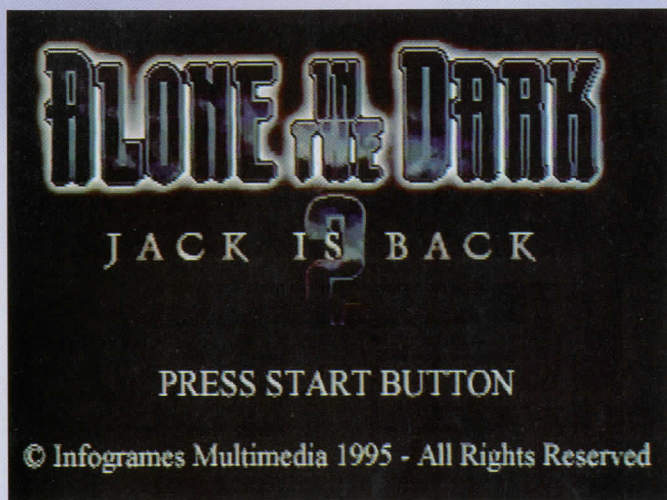 ALONE IN THE DARK
2
JACK IS BACK
PRESS START BUTTON
© Infogrames Multimedia 1995 - All Rights Reserved